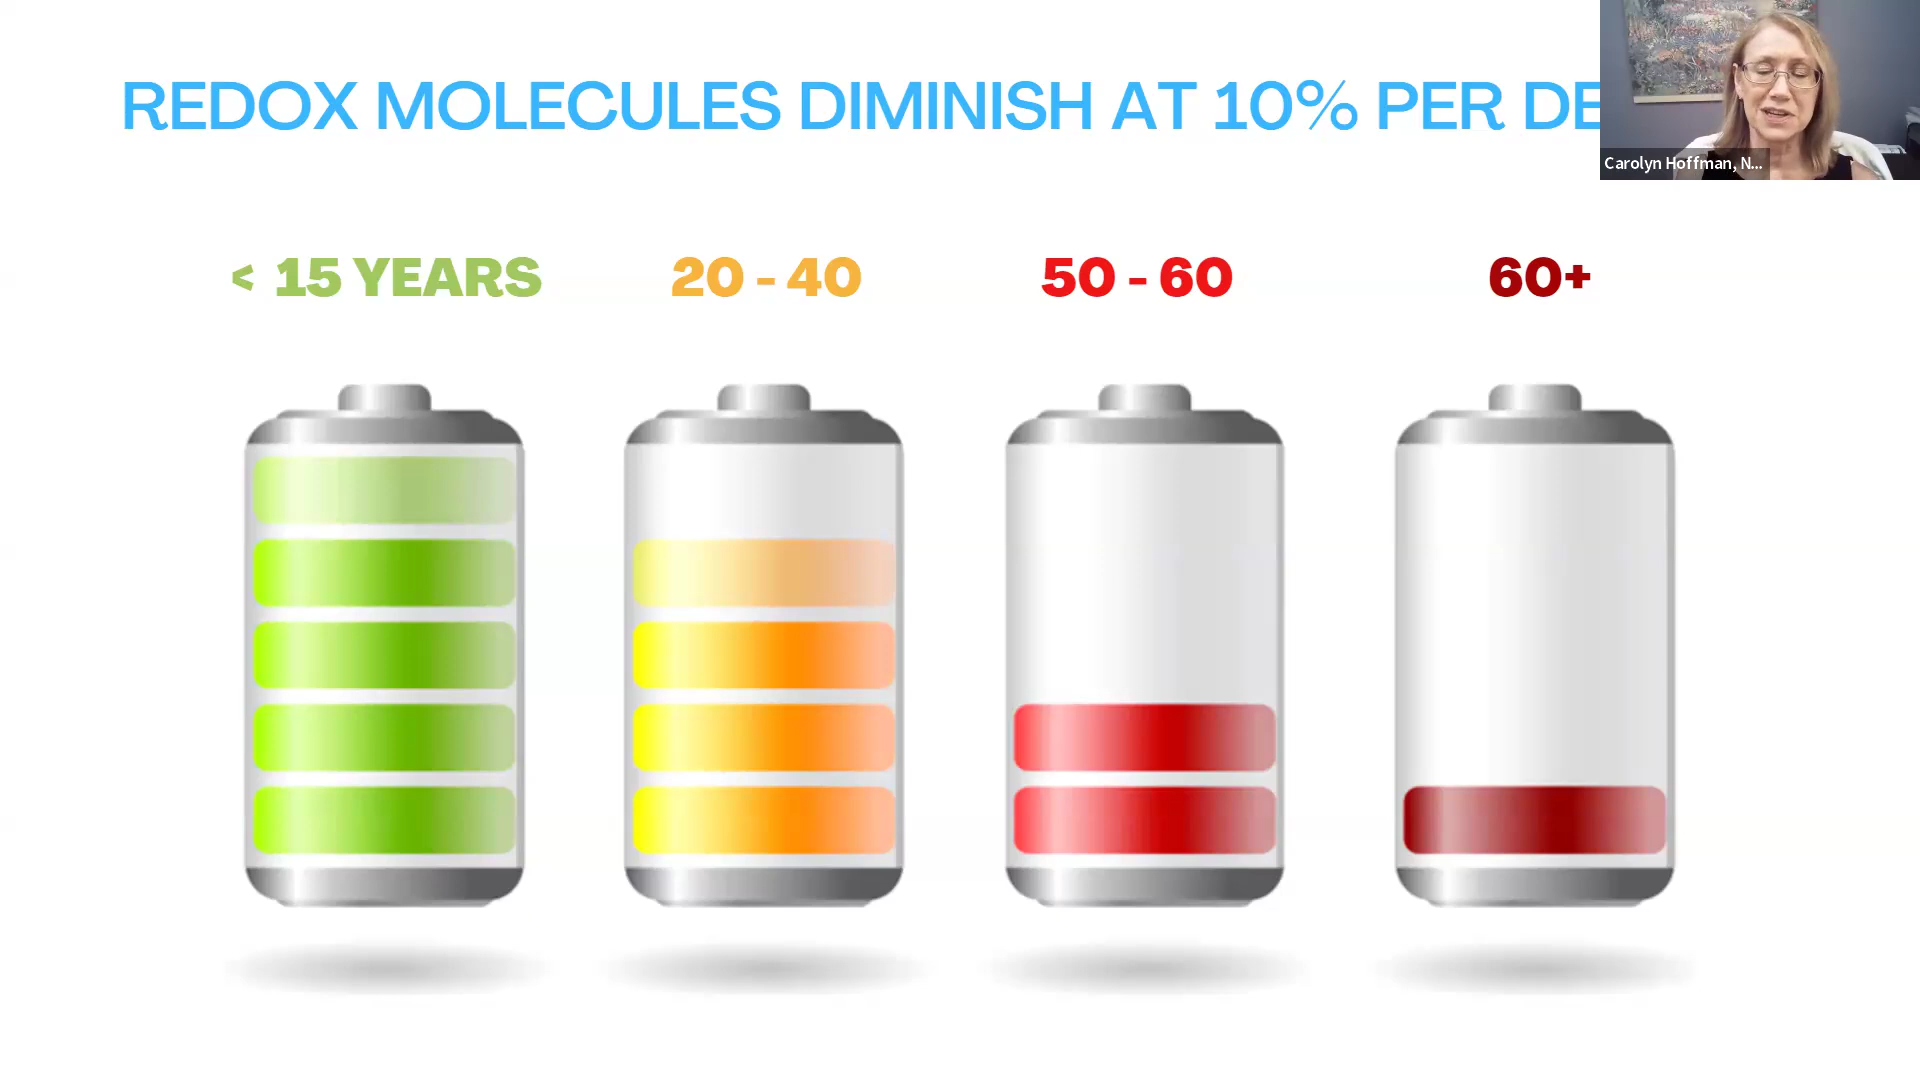 REDOX MOLECULES DIMINISH AT 10% PER DE
Carolyn Hoffman, N...
< 15 YEARS
20 - 40
50 - 60
60+